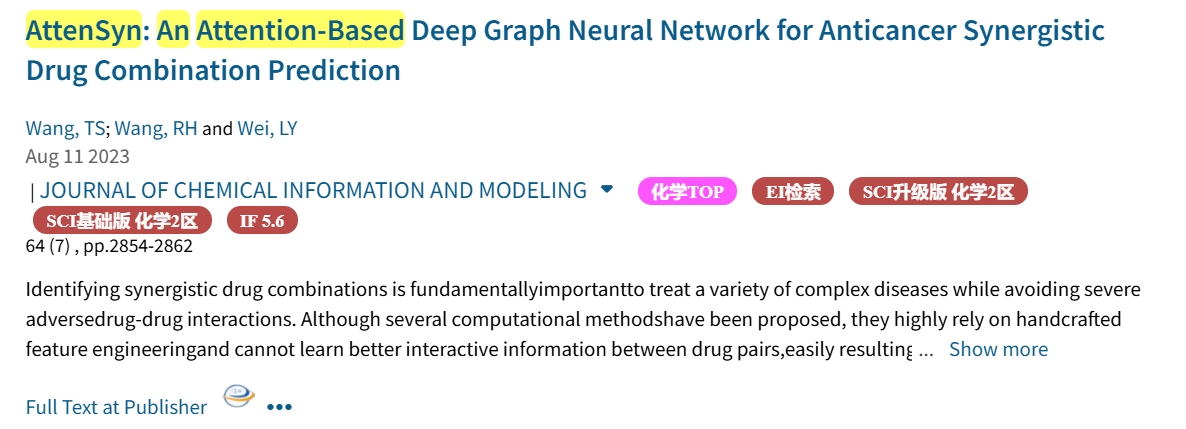 AttenSyn: An Attention-Based Deep Graph Neural Network for Anticancer Synergistic
Drug Combination Prediction
Wang, TS; Wang, RH and Wei, LY
Aug 11 2023
| JOURNAL OF CHEMICAL INFORMATION AND MODELING 化学TOP EI检索 SCI升级版 化学2区
SCI基础版 化学2区 IF 5.6
64 (7) , pp.2854-2862
Identifying synergistic drug combinations is fundamentallyimportantto treat a variety of complex diseases while avoiding severe
adversedrug-drug interactions. Although several computational methodshave been proposed, they highly rely on handcrafted
feature engineeringand cannot learn better interactive information between drug pairs,easily resulting ... Show more
Full Text at Publisher •••